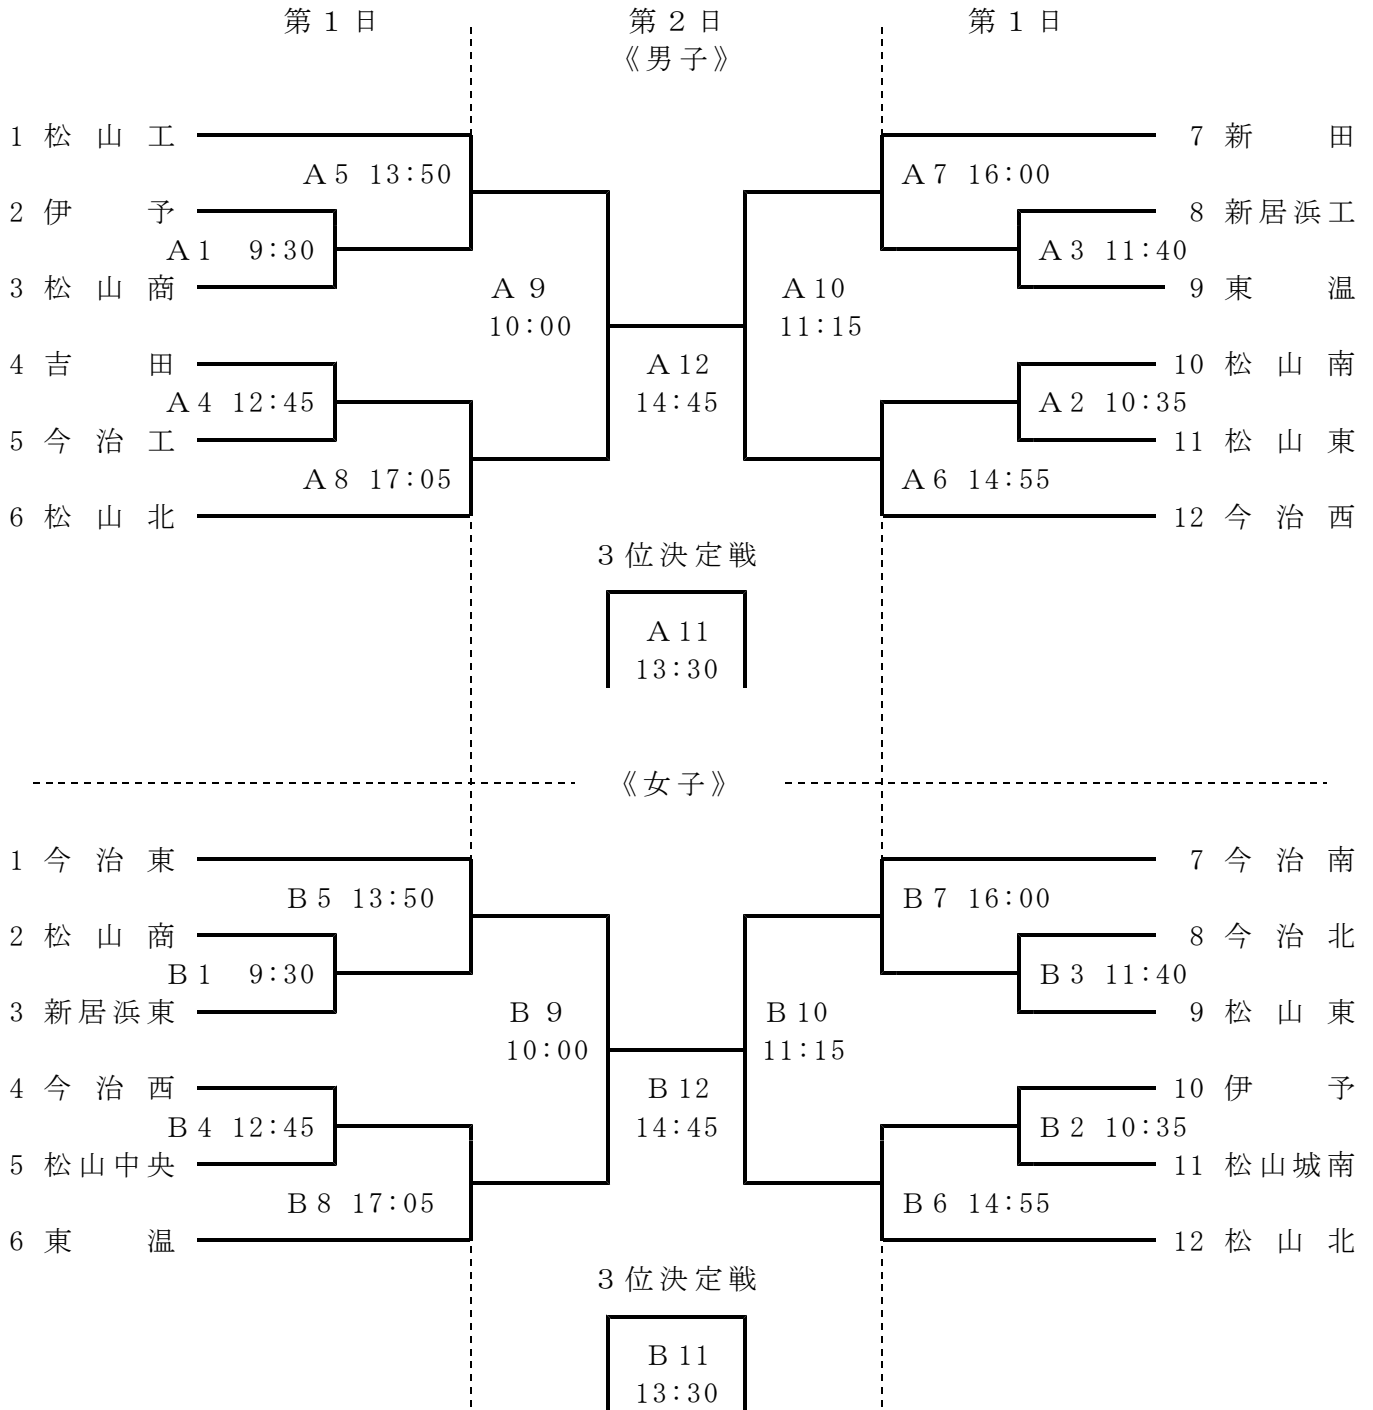 第1日 第2日 第1日
《男子》
1 松山工 7 新田
A5 13:50 A7 16:00
2 伊予 8 新居浜工
A1 9:30 A3 11:40
3 松山商 A9 A10 9 東温
10:00 11:15
4 吉田 A12 10 松山南
A4 12:45 14:45 A2 10:35
5 今治工 11 松山東
A8 17:05 A6 14:55
6 松山北 12 今治西
3位決定戦
A11
13:30
《女子》
1 今治東 7 今治南
B5 13:50 B7 16:00
2 松山商 8 今治北
B1 9:30 B3 11:40
3 新居浜東 B9 B10 9 松山東
10:00 11:15
4 今治西 B12 10 伊予
B4 12:45 14:45 B2 10:35
5 松山中央 11 松山城南
B8 17:05 B6 14:55
6 東温 12 松山北
3位決定戦
B11
13:30